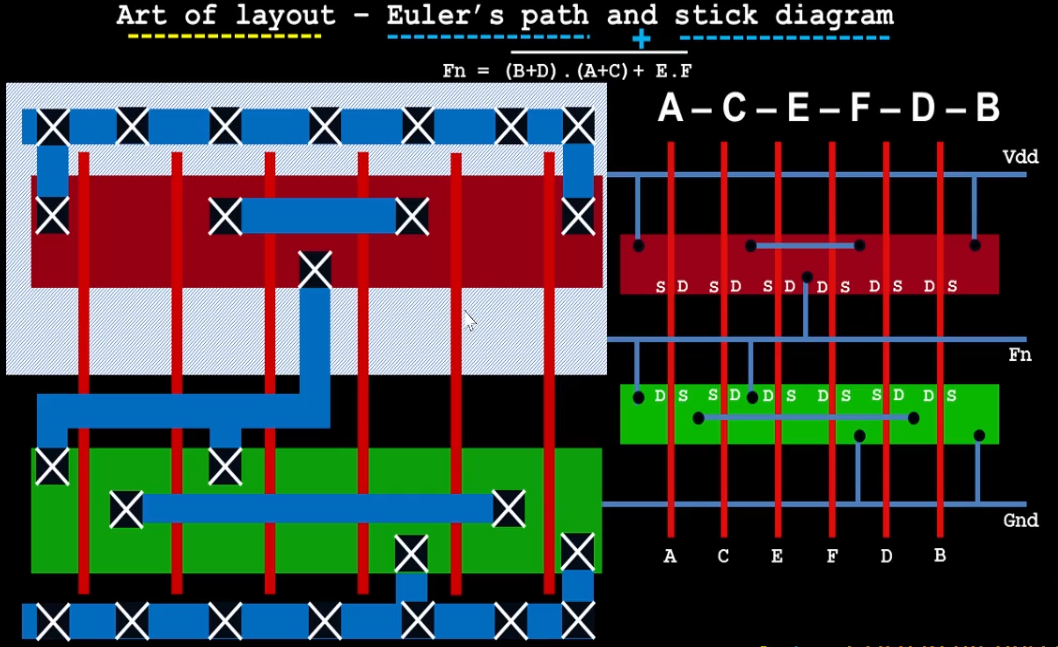 Art of layout – Euler's path and stick diagram
+
Fn = (B+D).(A+C)+ E.F
A – C – E – F – D – B
Vdd
S D S D S D D S D S D S
Fn
D S S D D S D S S D D S
Gnd
A C E F D B